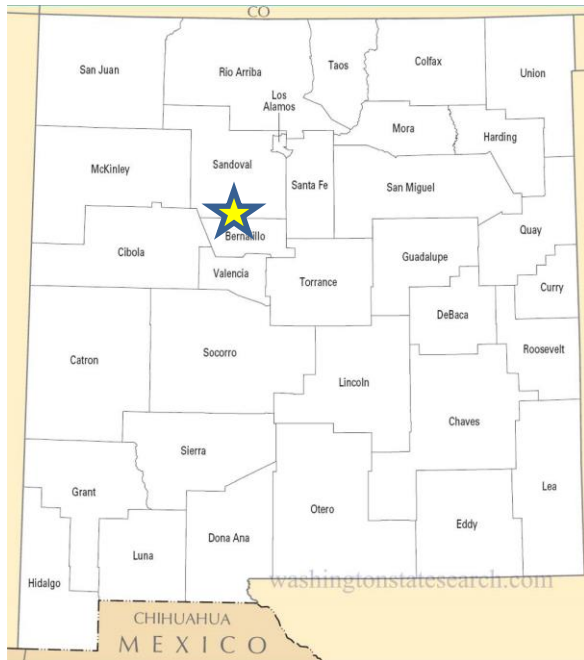 CO
San Juan
Río Arriba
Taos
Colfax
Union
Los
Alamos
Mora
Harding
McKinley
Sandoval
Santa Fe
San Miguel
Quay
Bernalillo
Cibola
Valencia
Torrance
Guadalupe
Curry
DeBaca
Roosevelt
Catron
Socorro
Lincoln
Chaves
Sierra
Grant
Lea
Otero
Eddy
Dona Ana
Luna
Hidalgo
washingtonstatesearch.com
CHIHUAHUA
MEXICO